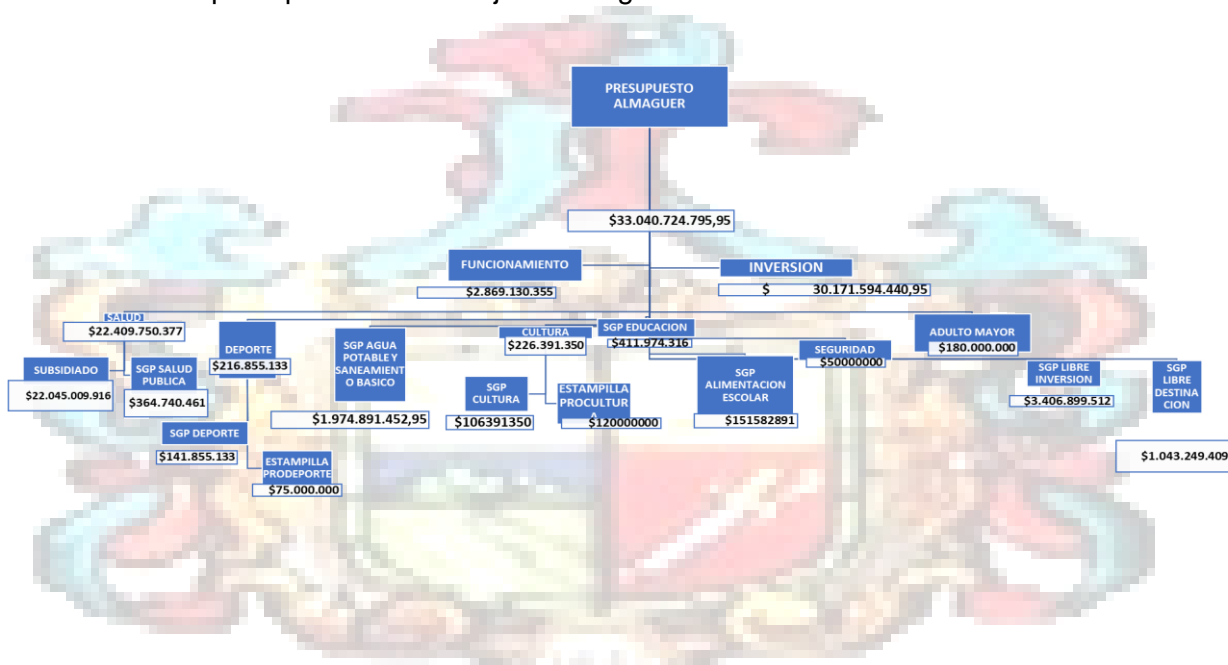 PRESUPUESTO
ALMAGUER
$33.040.724.795,95
FUNCIONAMIENTO
$2.869.130.355
INVERSION
$ 30.171.594.440,95
SALUD
$22.409.750.377
SUBSIDIADO
$22.045.009.916
SGP SALUD
PUBLICA
$364.740.461
DEPORTE
$216.855.133
SGP DEPORTE
$141.855.133
ESTAMPILLA
PRODEPORTE
$75.000.000
SGP AGUA
POTABLE Y
SANEAMIENT
O BASICO
$1.974.891.452,95
CULTURA
$226.391.350
SGP
CULTURA
$106391350
ESTAMPILLA
PROCULTUR
A
$120000000
SGP EDUCACION
$411.974.316
SGP
ALIMENTACION
ESCOLAR
$151582891
SEGURIDAD
$50000000
ADULTO MAYOR
$180.000.000
SGP LIBRE
INVERSION
$3.406.899.512
SGP
LIBRE
DESTINA
CION
$1.043.249.409